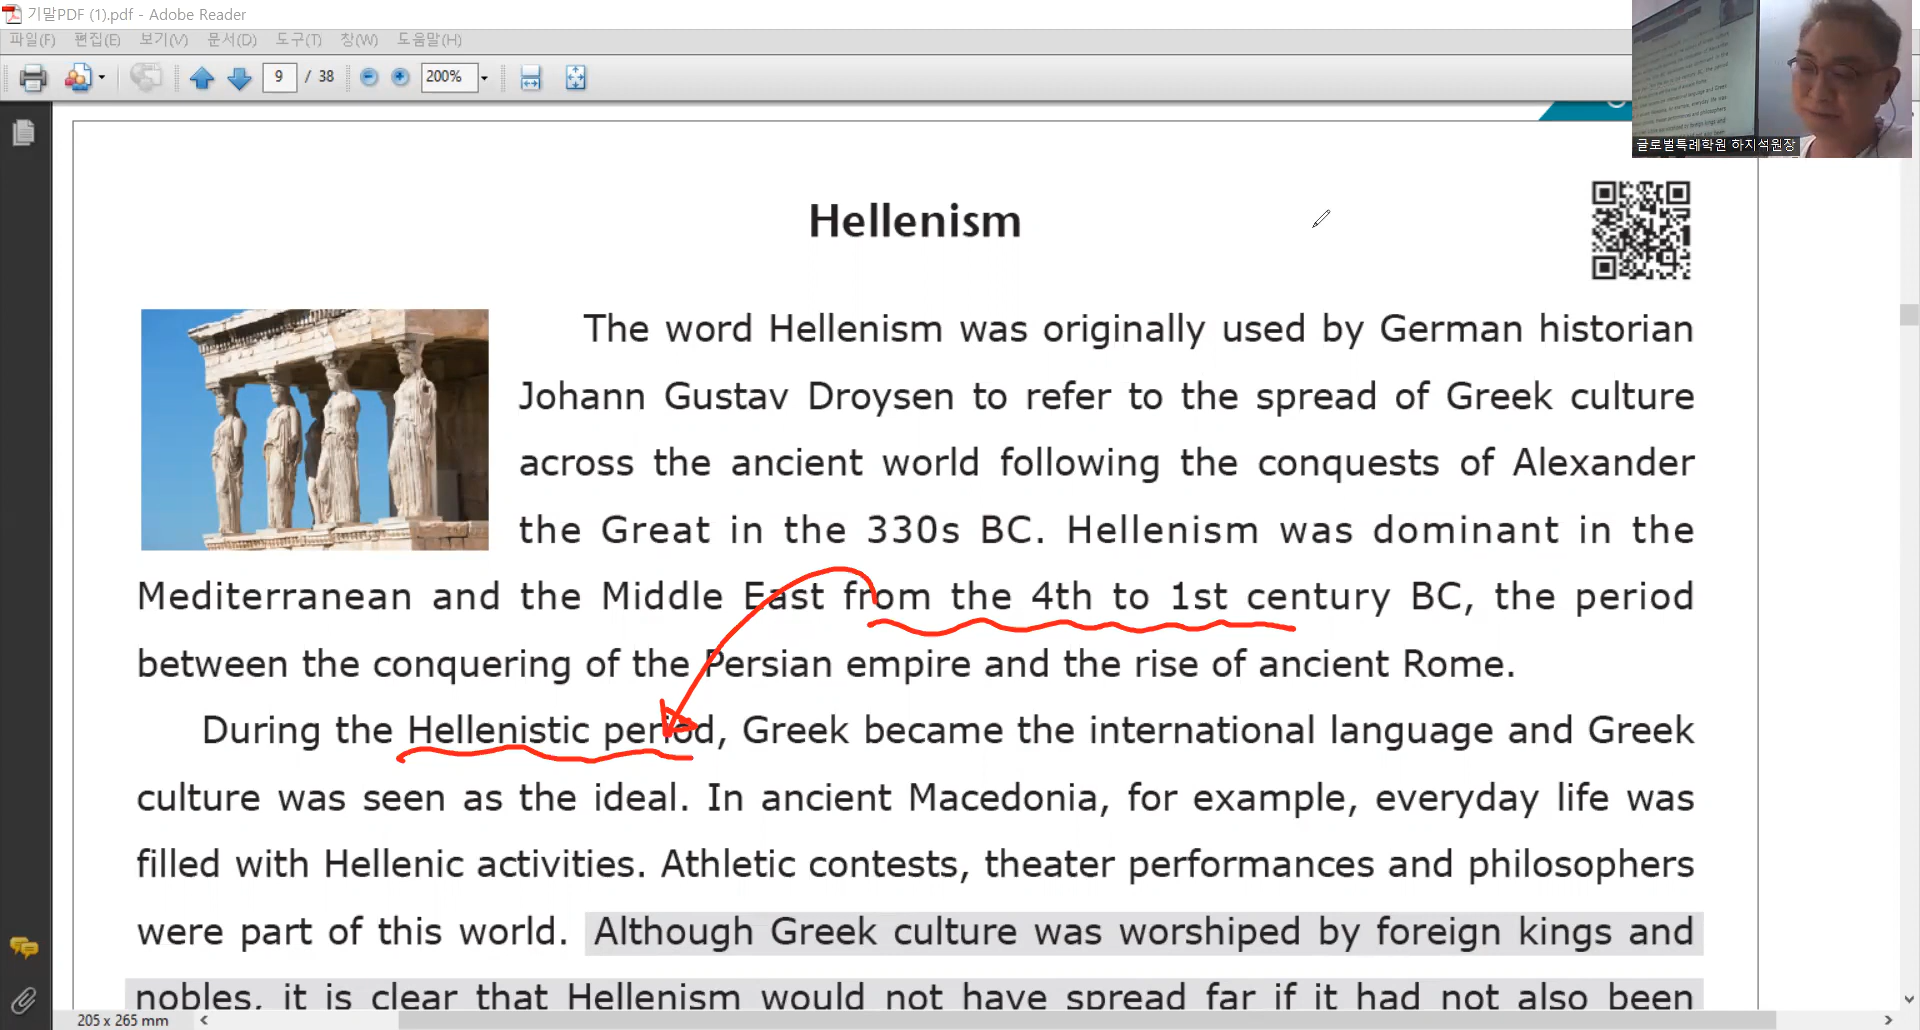 기말PDF (1).pdf - Adobe Reader
파일(F) 편집(E) 보기(V) 문서(D) 도구(T) 창(W) 도움말(H)
9 / 38 200%
글로벌특례학원 하지석원장
Hellenism
The word Hellenism was originally used by German historian
Johann Gustav Droysen to refer to the spread of Greek culture
across the ancient world following the conquests of Alexander
the Great in the 330s BC. Hellenism was dominant in the
Mediterranean and the Middle East from the 4th to 1st century BC, the period
between the conquering of the Persian empire and the rise of ancient Rome.
During the Hellenistic period, Greek became the international language and Greek
culture was seen as the ideal. In ancient Macedonia, for example, everyday life was
filled with Hellenic activities. Athletic contests, theater performances and philosophers
were part of this world. Although Greek culture was worshiped by foreign kings and
nobles, it is clear that Hellenism would not have spread far if it had not also been
205 x 265 mm